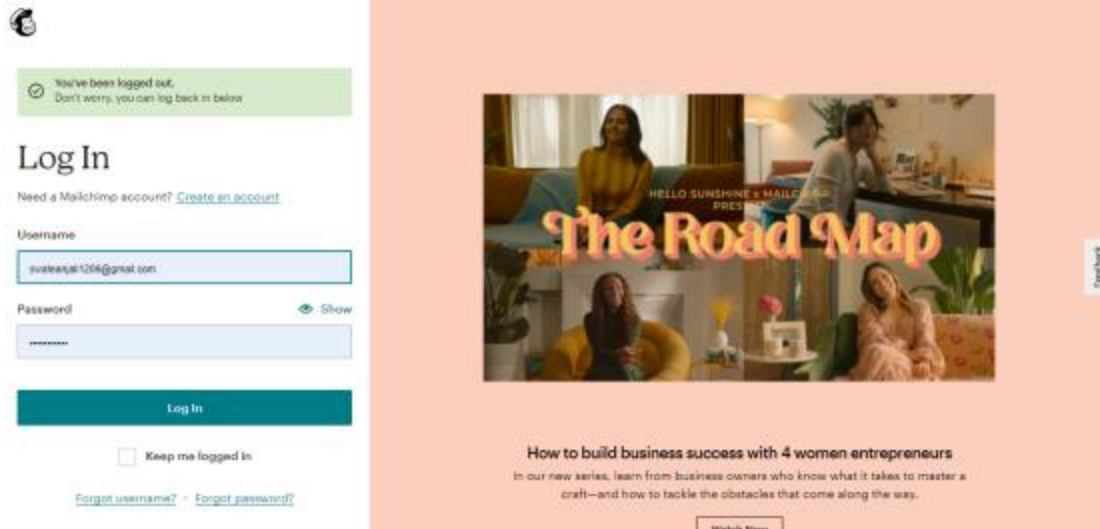 You've been logged out.
Don't worry, you can log back in below
Log In
Need a Mailchimp account? Create an account
Username
Password
Show
Log In
Keep me logged in
Forgot username? • Forgot password?
HELLO SUNSHINE x MAILCHIMP
PRESENT
The Road Map
How to build business success with 4 women entrepreneurs
In our new series, learn from business owners who know what it takes to master a
craft—and how to tackle the obstacles that come along the way.
Watch Now
Feedback